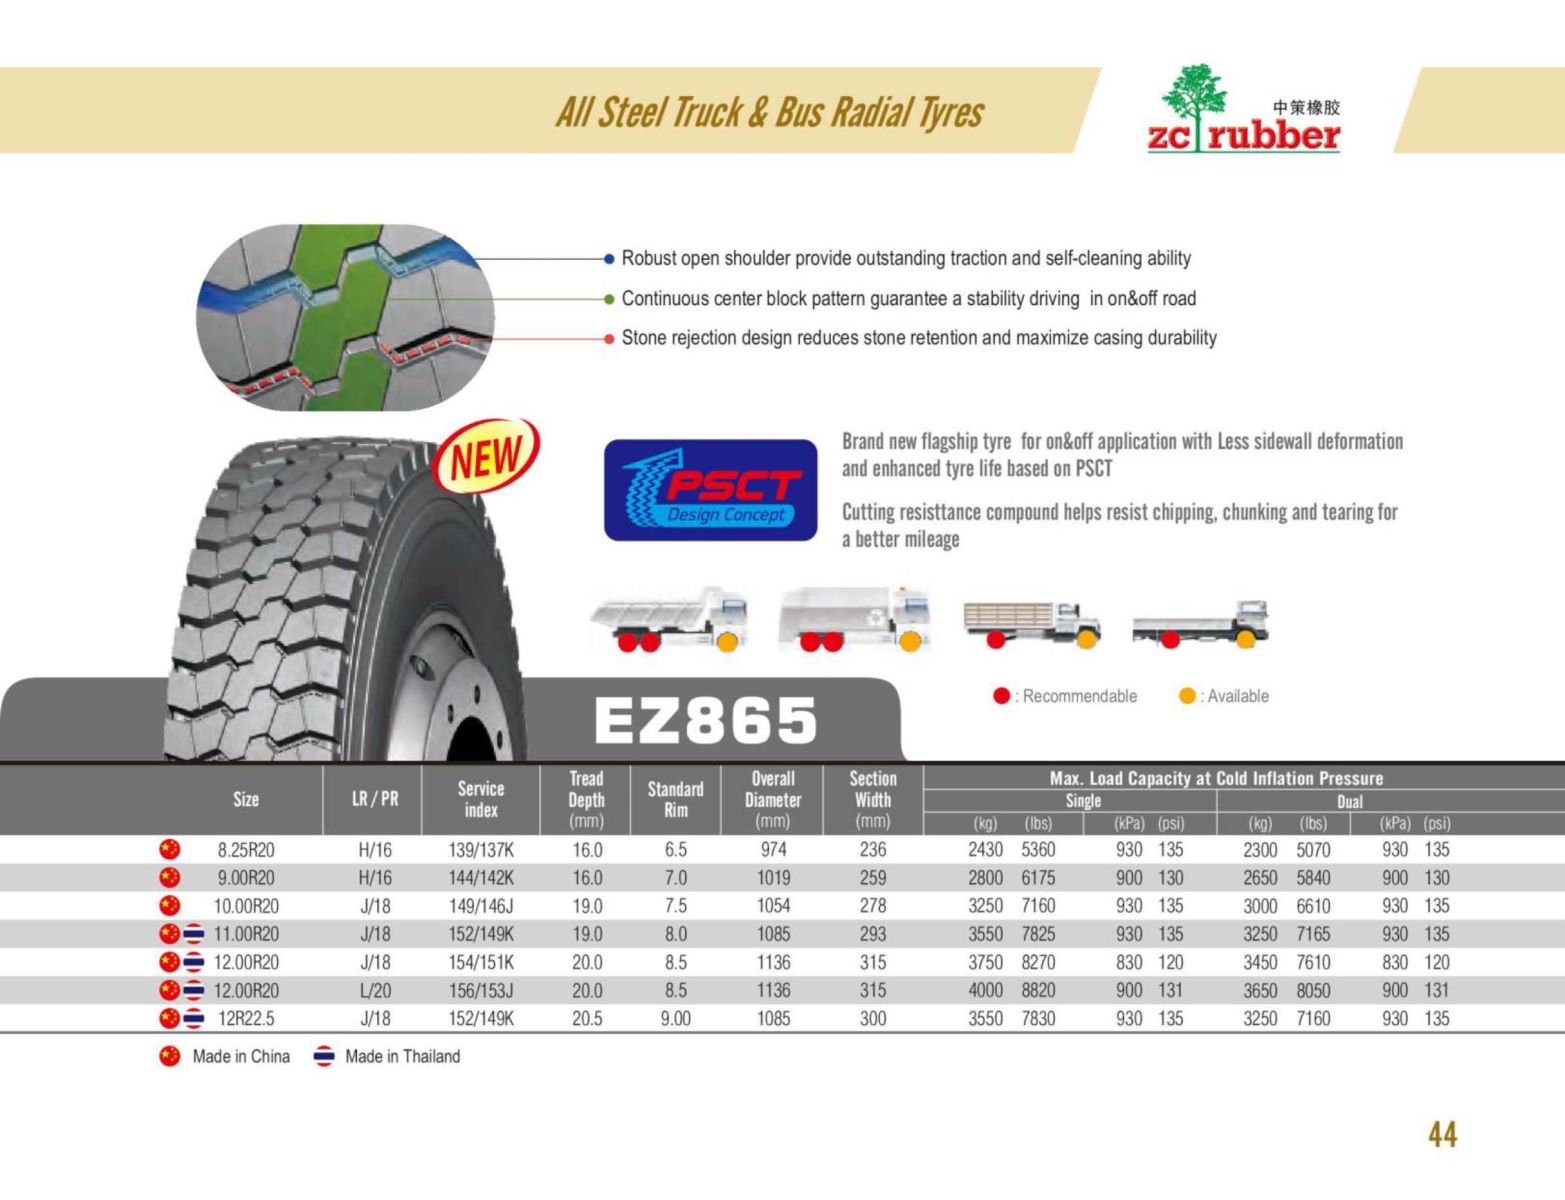 All Steel Truck & Bus Radial Tyres
中策橡胶
zc rubber
Robust open shoulder provide outstanding traction and self-cleaning ability
Continuous center block pattern guarantee a stability driving in on&off road
Stone rejection design reduces stone retention and maximize casing durability
NEW
PSCT
Design Concept
Brand new flagship tyre for on&off application with Less sidewall deformation
and enhanced tyre life based on PSCT
Cutting resisttance compound helps resist chipping, chunking and tearing for
a better mileage
: Recommendable : Available
EZ865
Size LR / PR Service index Tread Depth (mm) Standard Rim Overall Diameter (mm) Section Width (mm) Max. Load Capacity at Cold Inflation Pressure
Single Dual
(kg) (lbs) (kPa) (psi) (kg) (lbs) (kPa) (psi)
8.25R20 H/16 139/137K 16.0 6.5 974 236 2430 5360 930 135 2300 5070 930 135
9.00R20 H/16 144/142K 16.0 7.0 1019 259 2800 6175 900 130 2650 5840 900 130
10.00R20 J/18 149/146J 19.0 7.5 1054 278 3250 7160 930 135 3000 6610 930 135
11.00R20 J/18 152/149K 19.0 8.0 1085 293 3550 7825 930 135 3250 7165 930 135
12.00R20 J/18 154/151K 20.0 8.5 1136 315 3750 8270 830 120 3450 7610 830 120
12.00R20 L/20 156/153J 20.0 8.5 1136 315 4000 8820 900 131 3650 8050 900 131
12R22.5 J/18 152/149K 20.5 9.00 1085 300 3550 7830 930 135 3250 7160 930 135
Made in China Made in Thailand
44